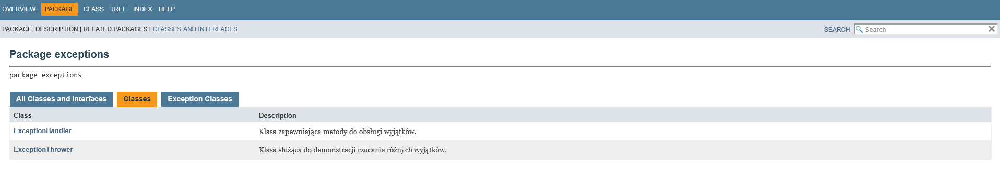 OVERVIEW PACKAGE CLASS TREE INDEX HELP
PACKAGE: DESCRIPTION | RELATED PACKAGES | CLASSES AND INTERFACES SEARCH Search
Package exceptions
package exceptions
All Classes and Interfaces Classes Exception Classes
Class Description
ExceptionHandler Klasa zapewniająca metody do obsługi wyjątków.
ExceptionThrower Klasa służąca do demonstracji rzucania różnych wyjątków.